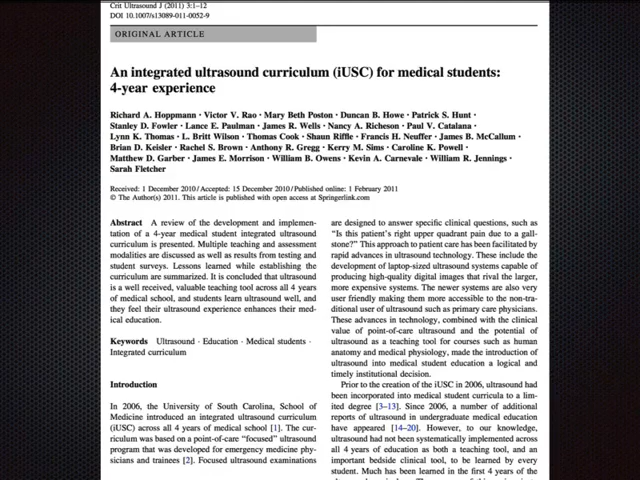 Crit Ultrasound J (2011) 3:1–12
DOI 10.1007/s13089-011-0052-9
ORIGINAL ARTICLE
An integrated ultrasound curriculum (iUSC) for medical students:
4-year experience
Richard A. Hoppmann · Victor V. Rao · Mary Beth Poston · Duncan B. Howe · Patrick S. Hunt ·
Stanley D. Fowler · Lance E. Paulman · James R. Wells · Nancy A. Richeson · Paul V. Catalana ·
Lynn K. Thomas · L. Britt Wilson · Thomas Cook · Shaun Riffle · Francis H. Neuffer · James B. McCallum ·
Brian D. Keisler · Rachel S. Brown · Anthony R. Gregg · Kerry M. Sims · Caroline K. Powell ·
Matthew D. Garber · James E. Morrison · William B. Owens · Kevin A. Carnevale · William R. Jennings ·
Sarah Fletcher
Received: 1 December 2010 / Accepted: 15 December 2010 / Published online: 1 February 2011
© The Author(s) 2011. This article is published with open access at Springerlink.com
Abstract A review of the development and implemen-
tation of a 4-year medical student integrated ultrasound
curriculum is presented. Multiple teaching and assessment
modalities are discussed as well as results from testing and
student surveys. Lessons learned while establishing the
curriculum are summarized. It is concluded that ultrasound
is a well received, valuable teaching tool across all 4 years
of medical school, and students learn ultrasound well, and
they feel their ultrasound experience enhances their med-
ical education.
Keywords Ultrasound · Education · Medical students ·
Integrated curriculum
Introduction
In 2006, the University of South Carolina, School of
Medicine introduced an integrated ultrasound curriculum
(iUSC) across all 4 years of medical school [1]. The cur-
riculum was based on a point-of-care “focused” ultrasound
program that was developed for emergency medicine phy-
sicians and trainees [2]. Focused ultrasound examinations
are designed to answer specific clinical questions, such as
“Is this patient’s right upper quadrant pain due to a gall-
stone?” This approach to patient care has been facilitated by
rapid advances in ultrasound technology. These include the
development of laptop-sized ultrasound systems capable of
producing high-quality digital images that rival the larger,
more expensive systems. The newer systems are also very
user friendly making them more accessible to the non-tra-
ditional user of ultrasound such as primary care physicians.
These advances in technology, combined with the clinical
value of point-of-care ultrasound and the potential of
ultrasound as a teaching tool for courses such as human
anatomy and medical physiology, made the introduction of
ultrasound into medical student education a logical and
timely institutional decision.
Prior to the creation of the iUSC in 2006, ultrasound had
been incorporated into medical student curricula to a lim-
ited degree [3–13]. Since 2006, a number of additional
reports of ultrasound in undergraduate medical education
have appeared [14–20]. However, to our knowledge,
ultrasound had not been systematically implemented across
all 4 years of education as both a teaching tool, and an
important bedside clinical tool, to be learned by every
student. Much has been learned in the first 4 years of the